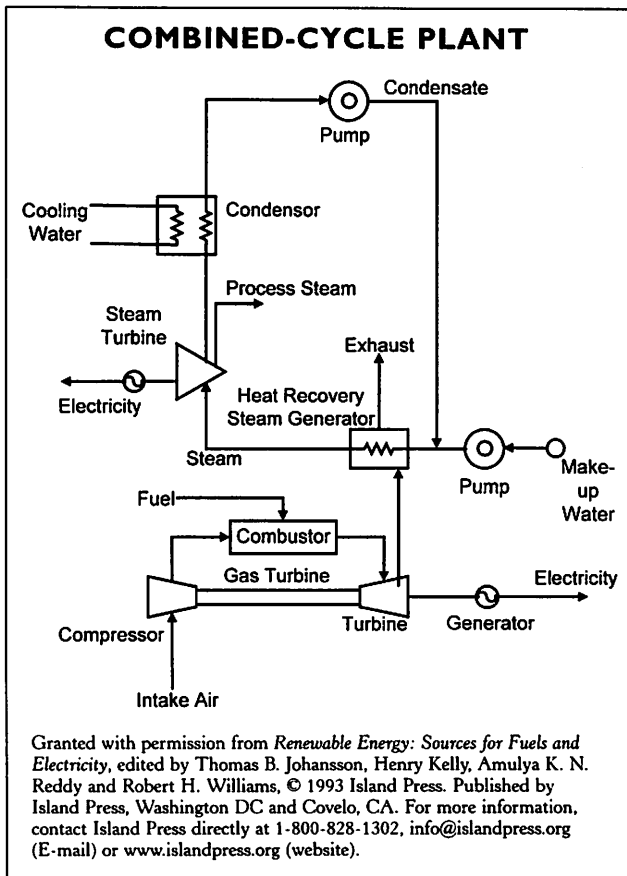 COMBINED-CYCLE PLANT
Condensate
Pump
Cooling
Water
Condensor
Process Steam
Steam
Turbine
Exhaust
Heat Recovery
Steam Generator
Electricity
Steam
Pump
Make-
up
Water
Fuel
Combustor
Gas Turbine
Electricity
Compressor
Turbine
Generator
Intake Air
Granted with permission from Renewable Energy: Sources for Fuels and
Electricity, edited by Thomas B. Johansson, Henry Kelly, Amulya K. N.
Reddy and Robert H. Williams, © 1993 Island Press. Published by
Island Press, Washington DC and Covelo, CA. For more information,
contact Island Press directly at 1-800-828-1302, info@islandpress.org
(E-mail) or www.islandpress.org (website).